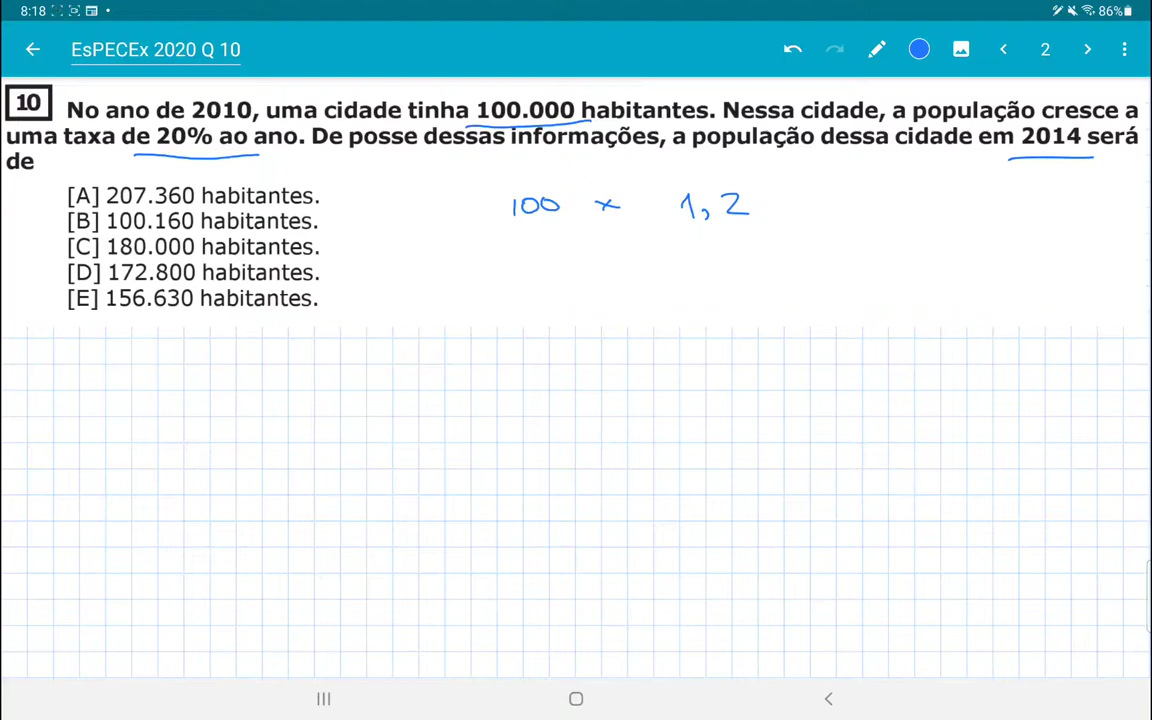 8:18 86%
EsPECEx 2020 Q 10 2
10 No ano de 2010, uma cidade tinha 100.000 habitantes. Nessa cidade, a população cresce a
uma taxa de 20% ao ano. De posse dessas informações, a população dessa cidade em 2014 será
de
[A] 207.360 habitantes.
[B] 100.160 habitantes.
[C] 180.000 habitantes.
[D] 172.800 habitantes.
[E] 156.630 habitantes.
100 × 1,2